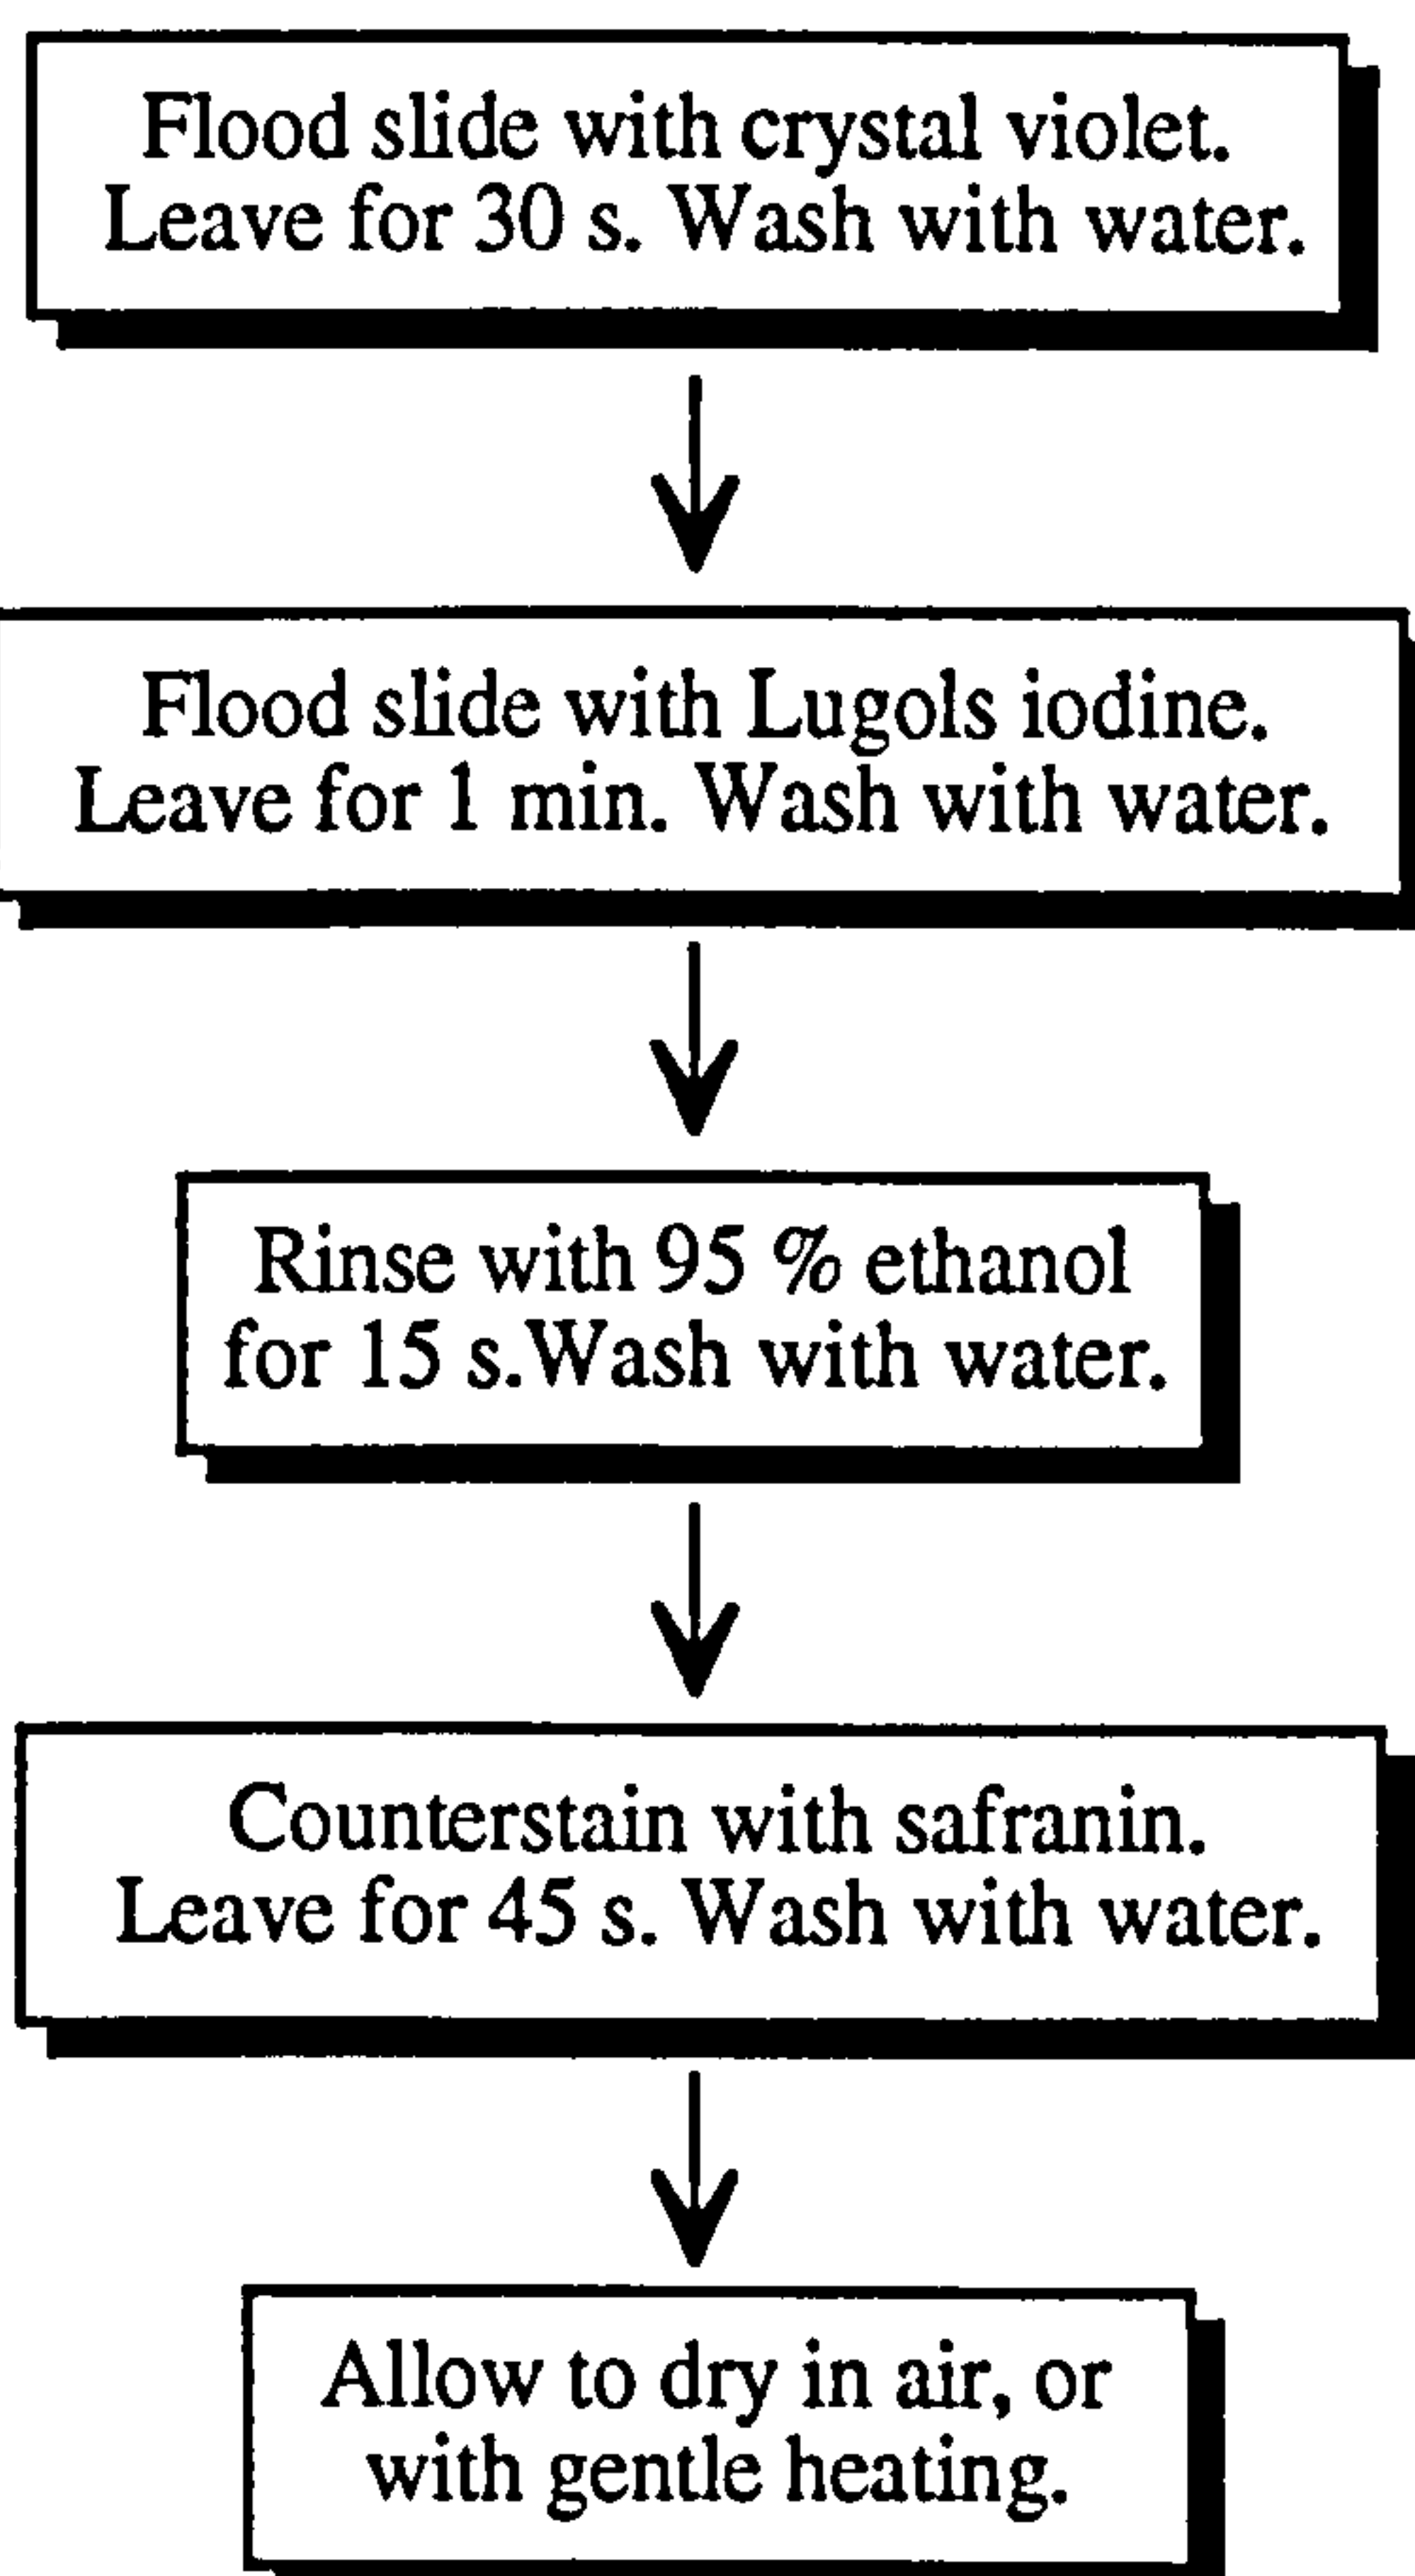 Flood slide with crystal violet.
Leave for 30 s. Wash with water.
Flood slide with Lugols iodine.
Leave for 1 min. Wash with water.
Rinse with 95 % ethanol
for 15 s.Wash with water.
Counterstain with safranin.
Leave for 45 s. Wash with water.
Allow to dry in air, or
with gentle heating.